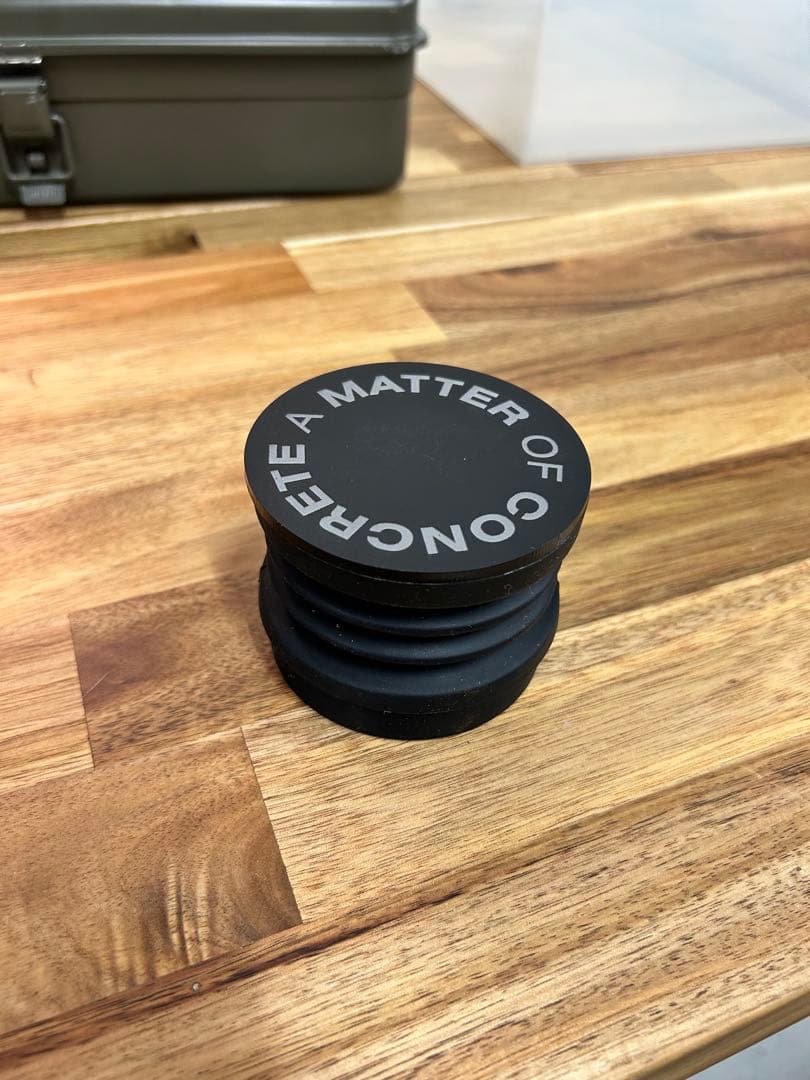 A MATTER OF CONCRETE